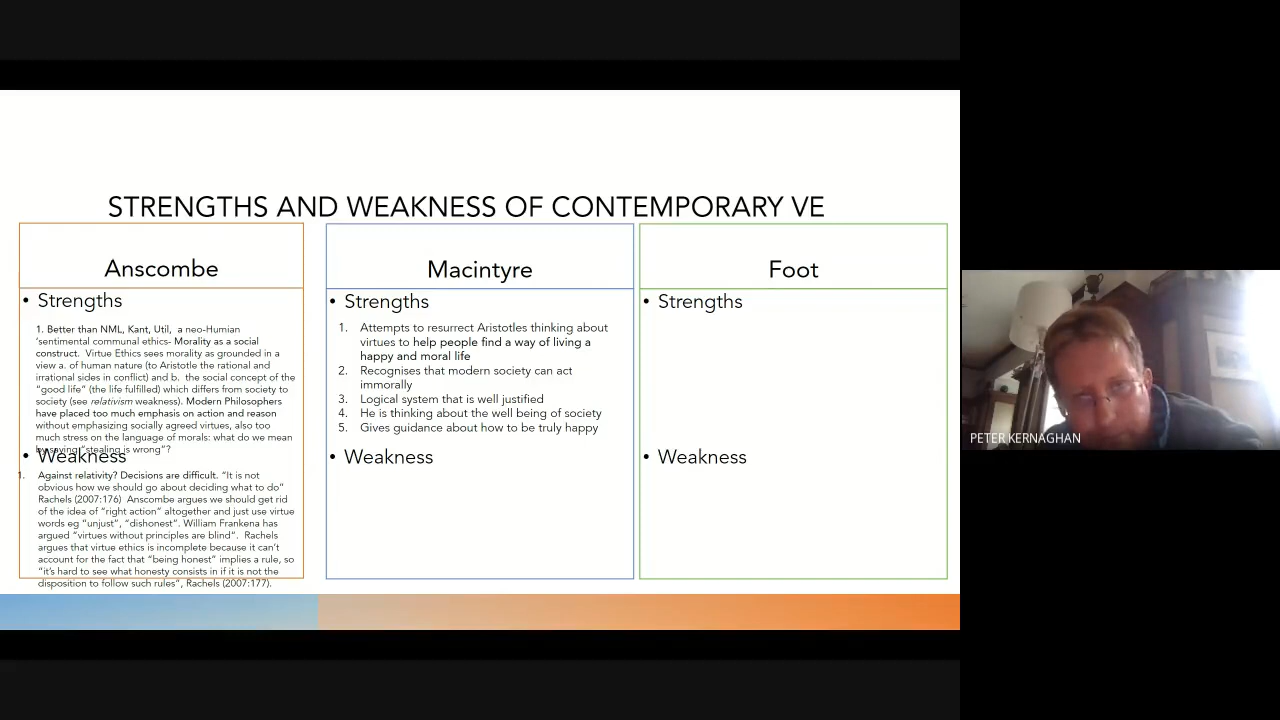 STRENGTHS AND WEAKNESS OF CONTEMPORARY VE
Anscombe
• Strengths
1. Better than NML, Kant, Util, a neo-Humian
‘sentimental communal ethics- Morality as a social
construct. Virtue Ethics sees morality as grounded in a
view a. of human nature (to Aristotle the rational and
irrational sides in conflict) and b. the social concept of the
“good life” (the life fulfilled) which differs from society to
society (see relativism weakness). Modern Philosophers
have placed too much emphasis on action and reason
without emphasizing socially agreed virtues, also too
much stress on the language of morals: what do we mean
by saying “stealing is wrong”?
• Weakness
1. Against relativity? Decisions are difficult. “It is not
obvious how we should go about deciding what to do”
Rachels (2007:176) Anscombe argues we should get rid
of the idea of “right action” altogether and just use virtue
words eg “unjust”, “dishonest”. William Frankena has
argued “virtues without principles are blind”. Rachels
argues that virtue ethics is incomplete because it can’t
account for the fact that “being honest” implies a rule, so
“it’s hard to see what honesty consists in if it is not the
disposition to follow such rules”, Rachels (2007:177).
Macintyre
• Strengths
1. Attempts to resurrect Aristotles thinking about
virtues to help people find a way of living a
happy and moral life
2. Recognises that modern society can act
immorally
3. Logical system that is well justified
4. He is thinking about the well being of society
5. Gives guidance about how to be truly happy
• Weakness
Foot
• Strengths
• Weakness
PETER KERNAGHAN